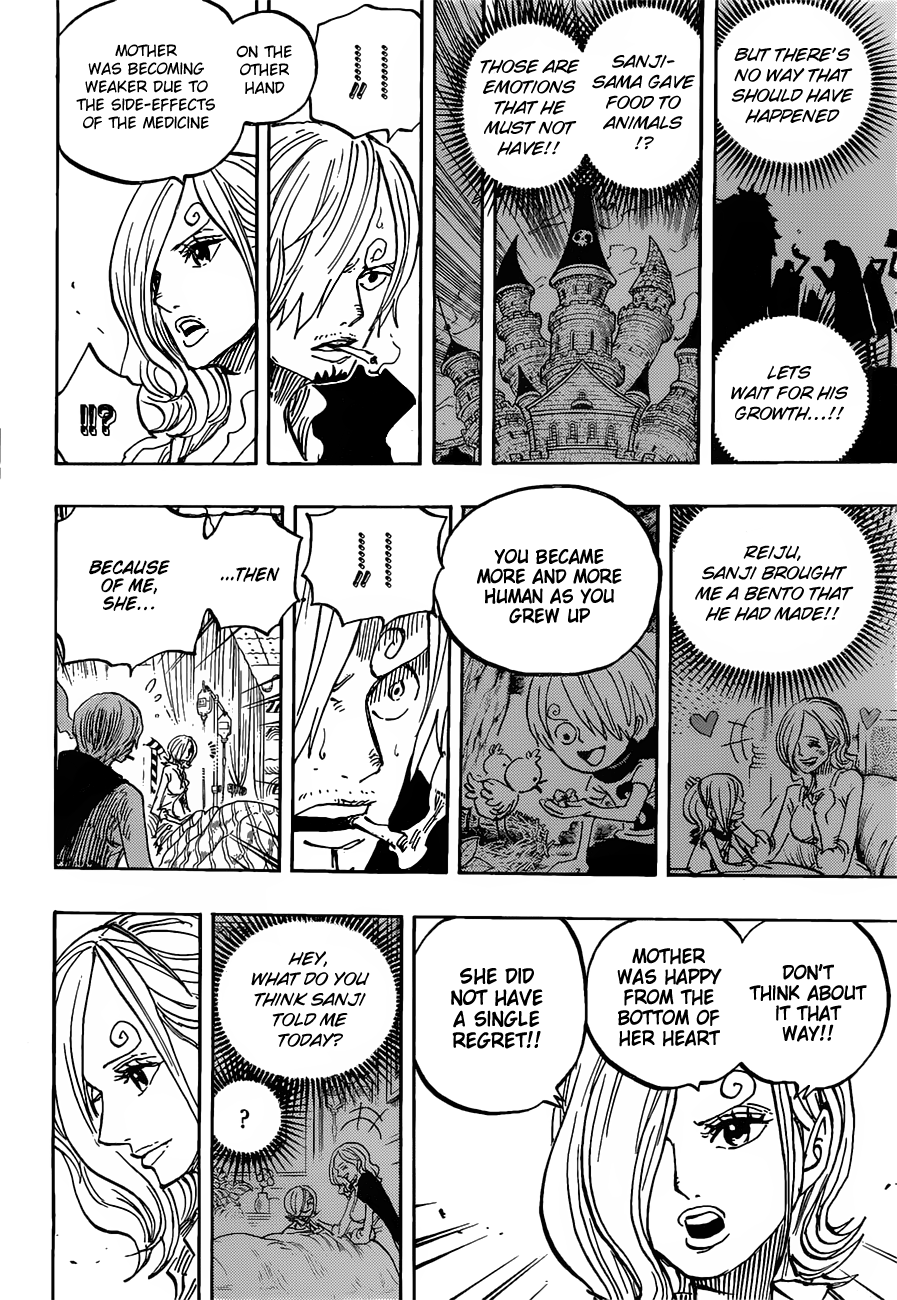 BUT THERE'S
NO WAY THAT
SHOULD HAVE
HAPPENED
LETS
WAIT FOR HIS
GROWTH...!!
SANJI-
SAMA GAVE
FOOD TO
ANIMALS
!?
THOSE ARE
EMOTIONS
THAT HE
MUST NOT
HAVE!!
!!
ON THE
OTHER
HAND
MOTHER
WAS BECOMING
WEAKER DUE TO
THE SIDE-EFFECTS
OF THE MEDICINE
!!?
REIJU,
SANJI BROUGHT
ME A BENTO THAT
HE HAD MADE!!
YOU BECAME
MORE AND MORE
HUMAN AS YOU
GREW UP
!!
...THEN
BECAUSE
OF ME,
SHE...
DON'T
THINK ABOUT
IT THAT
WAY!!
MOTHER
WAS HAPPY
FROM THE
BOTTOM OF
HER HEART
SHE DID
NOT HAVE
A SINGLE
REGRET!!
HEY,
WHAT DO YOU
THINK SANJI
TOLD ME
TODAY?
?